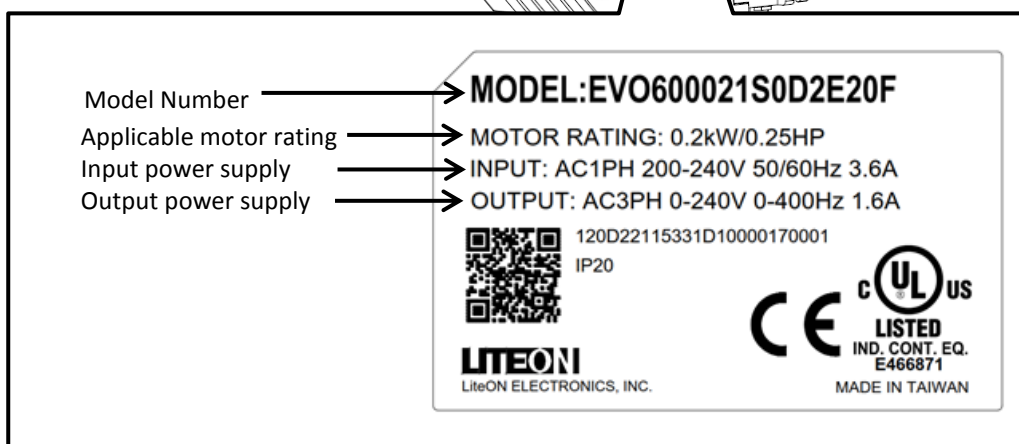 Model Number
Applicable motor rating
Input power supply
Output power supply
MODEL:EVO600021S0D2E20F
MOTOR RATING: 0.2kW/0.25HP
INPUT: AC1PH 200-240V 50/60Hz 3.6A
OUTPUT: AC3PH 0-240V 0-400Hz 1.6A
120D22115331D10000170001
IP20
LITEON
LiteON ELECTRONICS, INC.
CE
C UL ® US
LISTED
IND. CONT. EQ.
E466871
MADE IN TAIWAN